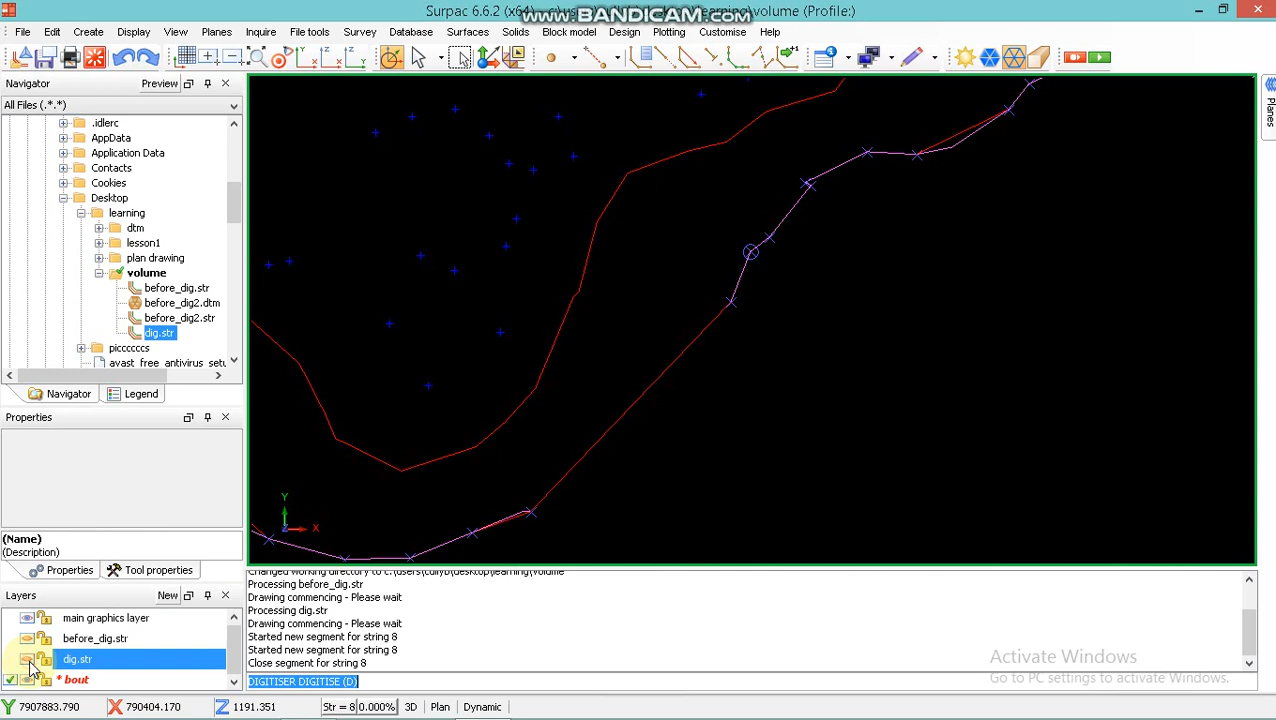 Surpac 6.6.2 (x64) - c:\us
learning\volume (Profile:)
www.BANDICAM.com
File Edit Create Display View Planes Inquire File tools Survey Database Surfaces Solids Block model Design Plotting Customise Help
Navigator
Preview
All Files (.*.*)
.idlerc
AppData
Application Data
Contacts
Cookies
Desktop
learning
dtm
lesson1
plan drawing
volume
before_dig.str
before_dig2.dtm
before_dig2.str
dig.str
picccccs
avast_free_antivirus_setu
Navigator
Legend
Properties
(Name)
(Description)
Properties
Tool properties
Layers
New
main graphics layer
before_dig.str
dig.str
* bout
Planes
Y
X
Z
Processing before_dig.str
Drawing commencing - Please wait
Processing dig.str
Drawing commencing - Please wait
Started new segment for string 8
Started new segment for string 8
Close segment for string 8
DIGITISER DIGITISE (D)
Activate Windows
Go to PC settings to activate Windows.
Y 7907883.790 X 790404.170 Z 1191.351 Str = 8 0.000% 3D Plan Dynamic